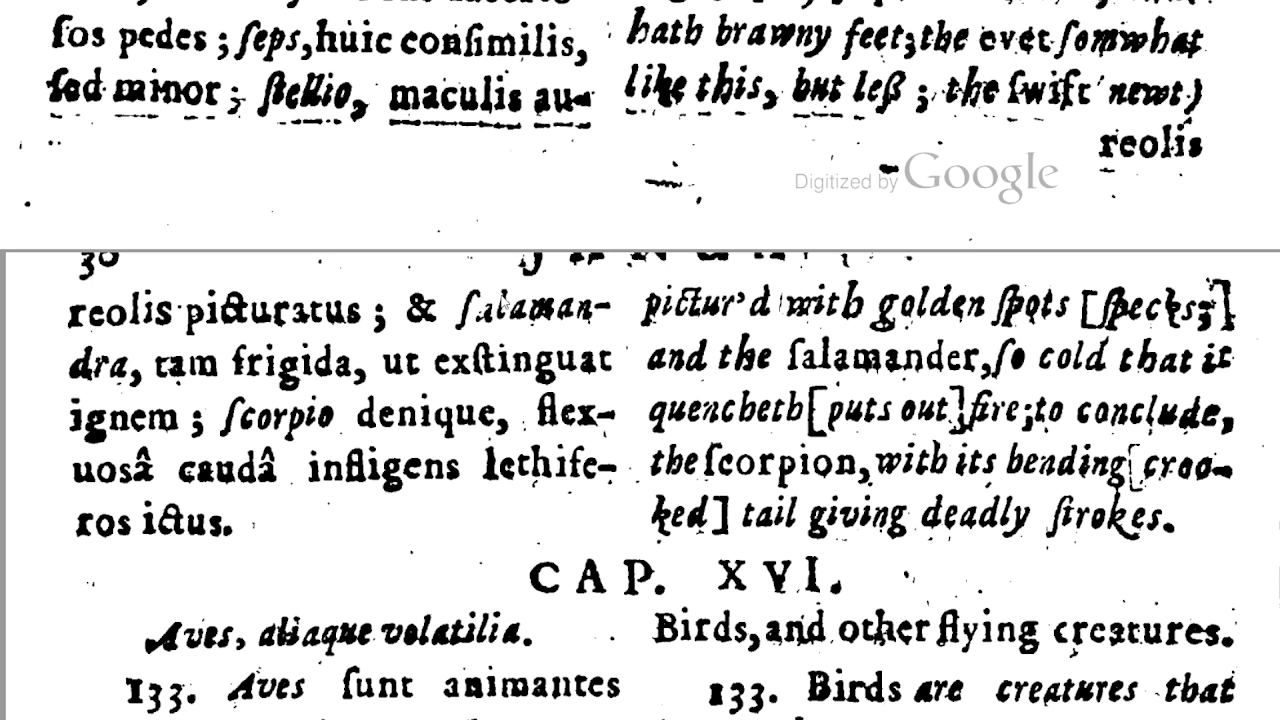 ſos pedes ; ſeps, huic conſimilis,
ſed minor ; ſtellio, maculis au-
hath brawny feet; the evet ſomwhat
like this, but leß ; the ſwift newt)
reolis
Digitized by Google
30
reolis picturatus ; & ſalaman-
dra, tam frigida, ut exſtinguat
ignem ; ſcorpio denique, flex-
uosâ caudâ infligens lethife-
ros ictus.
pictur'd with golden ſpots [ſpecks;]
and the ſalamander, ſo cold that it
quencheth [puts out] fire; to conclude,
the ſcorpion, with its bending [croo-
ked] tail giving deadly ſtrokes.
CAP. XVI.
Aves, aliaque volatilia.
Birds, and other flying creatures.
133. Aves ſunt animantes
133. Birds are creatures that